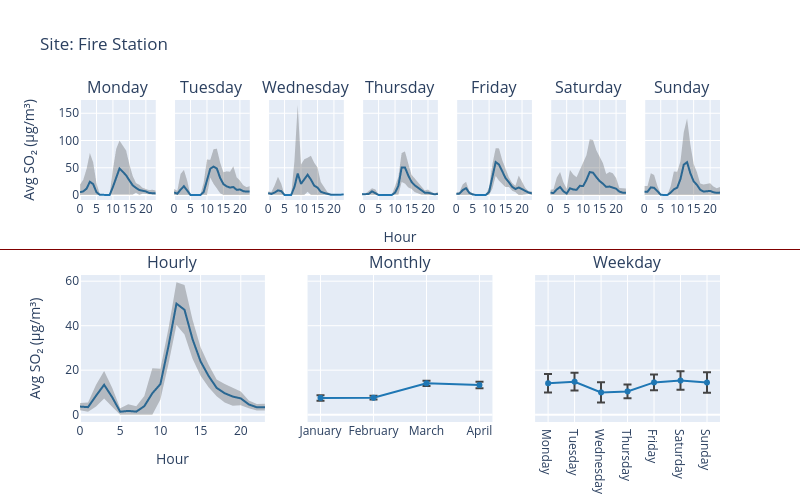 Site: Fire Station
Monday Tuesday Wednesday Thursday Friday Saturday Sunday
Avg SO₂ (µg/m³)
150
100
50
0
0 5 10 15 20 0 5 10 15 20 0 5 10 15 20 0 5 10 15 20 0 5 10 15 20 0 5 10 15 20 0 5 10 15 20
Hour
Hourly Monthly Weekday
Avg SO₂ (µg/m³)
60
40
20
0
0 5 10 15 20
Hour
January February March April
Monday
Tuesday
Wednesday
Thursday
Friday
Saturday
Sunday